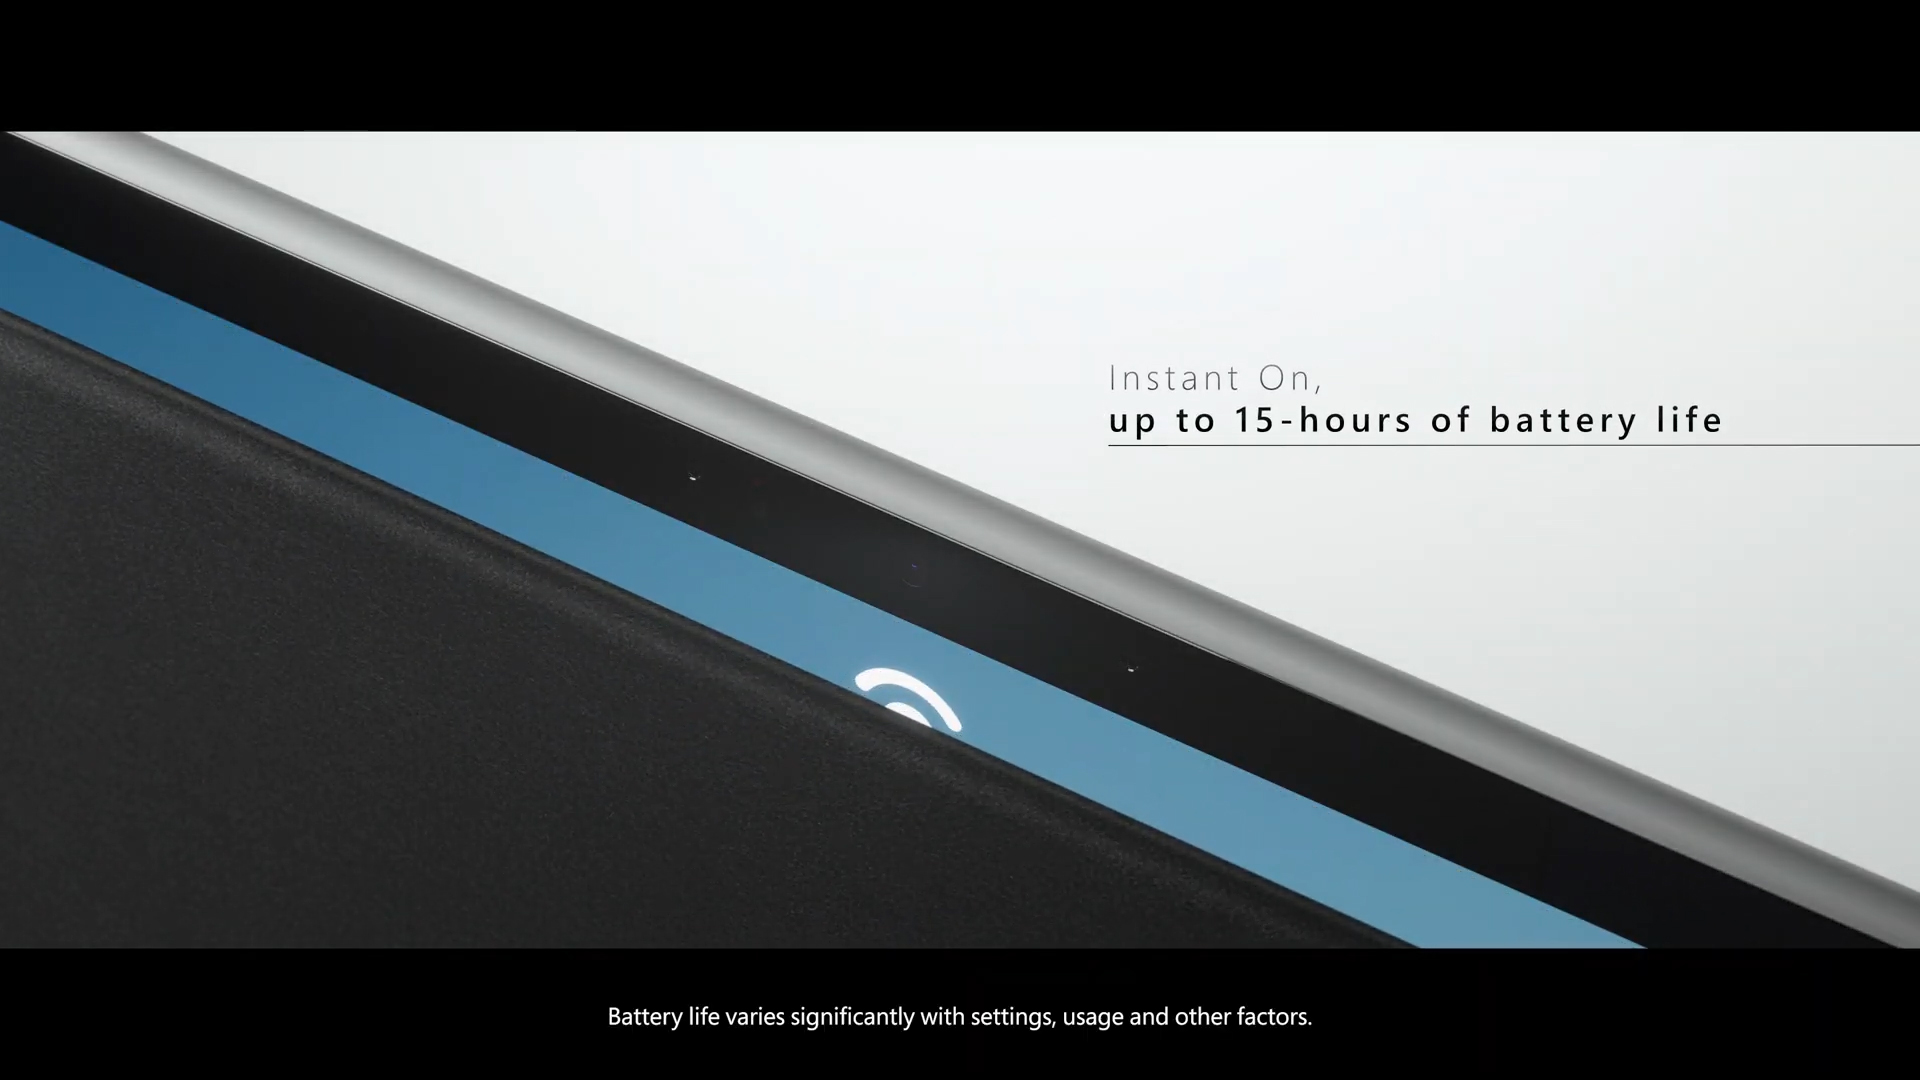 Instant On,
up to 15-hours of battery life
Battery life varies significantly with settings, usage and other factors.